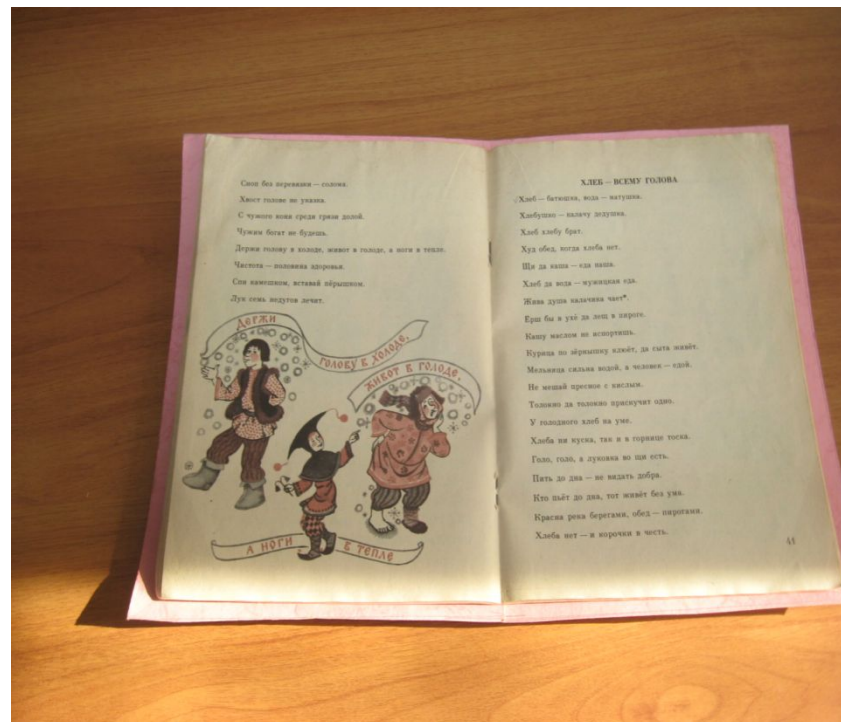 Сноп без перевязки — солома.
Хвост голове не указка.
С чужого коня среди грязи долой.
Чужим богат не будешь.
Держи голову в холоде, живот в голоде, а ноги в тепле.
Чистота — половина здоровья.
Спи камешком, вставай пёрышком.
Лук семь недугов лечит.
ДЕРЖИ
ГОЛОВУ В ХОЛОДЕ,
ЖИВОТ В ГОЛОДЕ,
А НОГИ
В ТЕПЛЕ
ХЛЕБ — ВСЕМУ ГОЛОВА
Хлеб — батюшка, вода — матушка.
Хлебушко — калачу дедушка.
Хлеб хлебу брат.
Худ обед, когда хлеба нет.
Щи да каша — еда наша.
Хлеб да вода — мужицкая еда.
Жива душа калачика чает*.
Ёрш бы в ухе да лещ в пироге.
Кашу маслом не испортишь.
Курица по зёрнышку клюёт, да сыта живёт.
Мельница сильна водой, а человек — едой.
Не мешай пресное с кислым.
Толокно да толокно прискучит одно.
У голодного хлеб на уме.
Хлеба ни куска, так и в горнице тоска.
Голо, голо, а луковка во щи есть.
Пить до дна — не видать добра.
Кто пьёт до дна, тот живёт без ума.
Красна река берегами, обед — пирогами.
Хлеба нет — и корочки в честь.
41